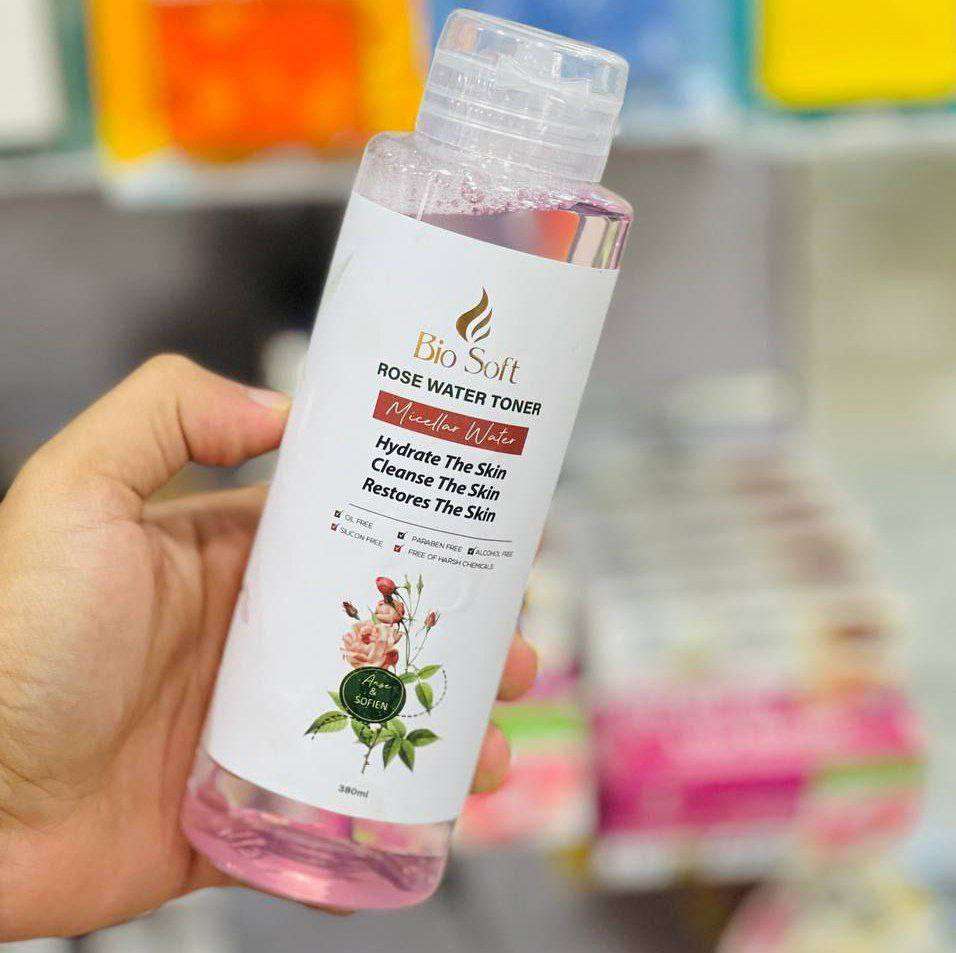 Bio Soft
ROSE WATER TONER
Micellar Water
Hydrate The Skin
Cleanse The Skin
Restores The Skin
OIL FREE
PARABEN FREE
ALCOHOL FREE
SILICON FREE
FREE OF HARSH CHEMICALS
&
SOFIEN
380ml